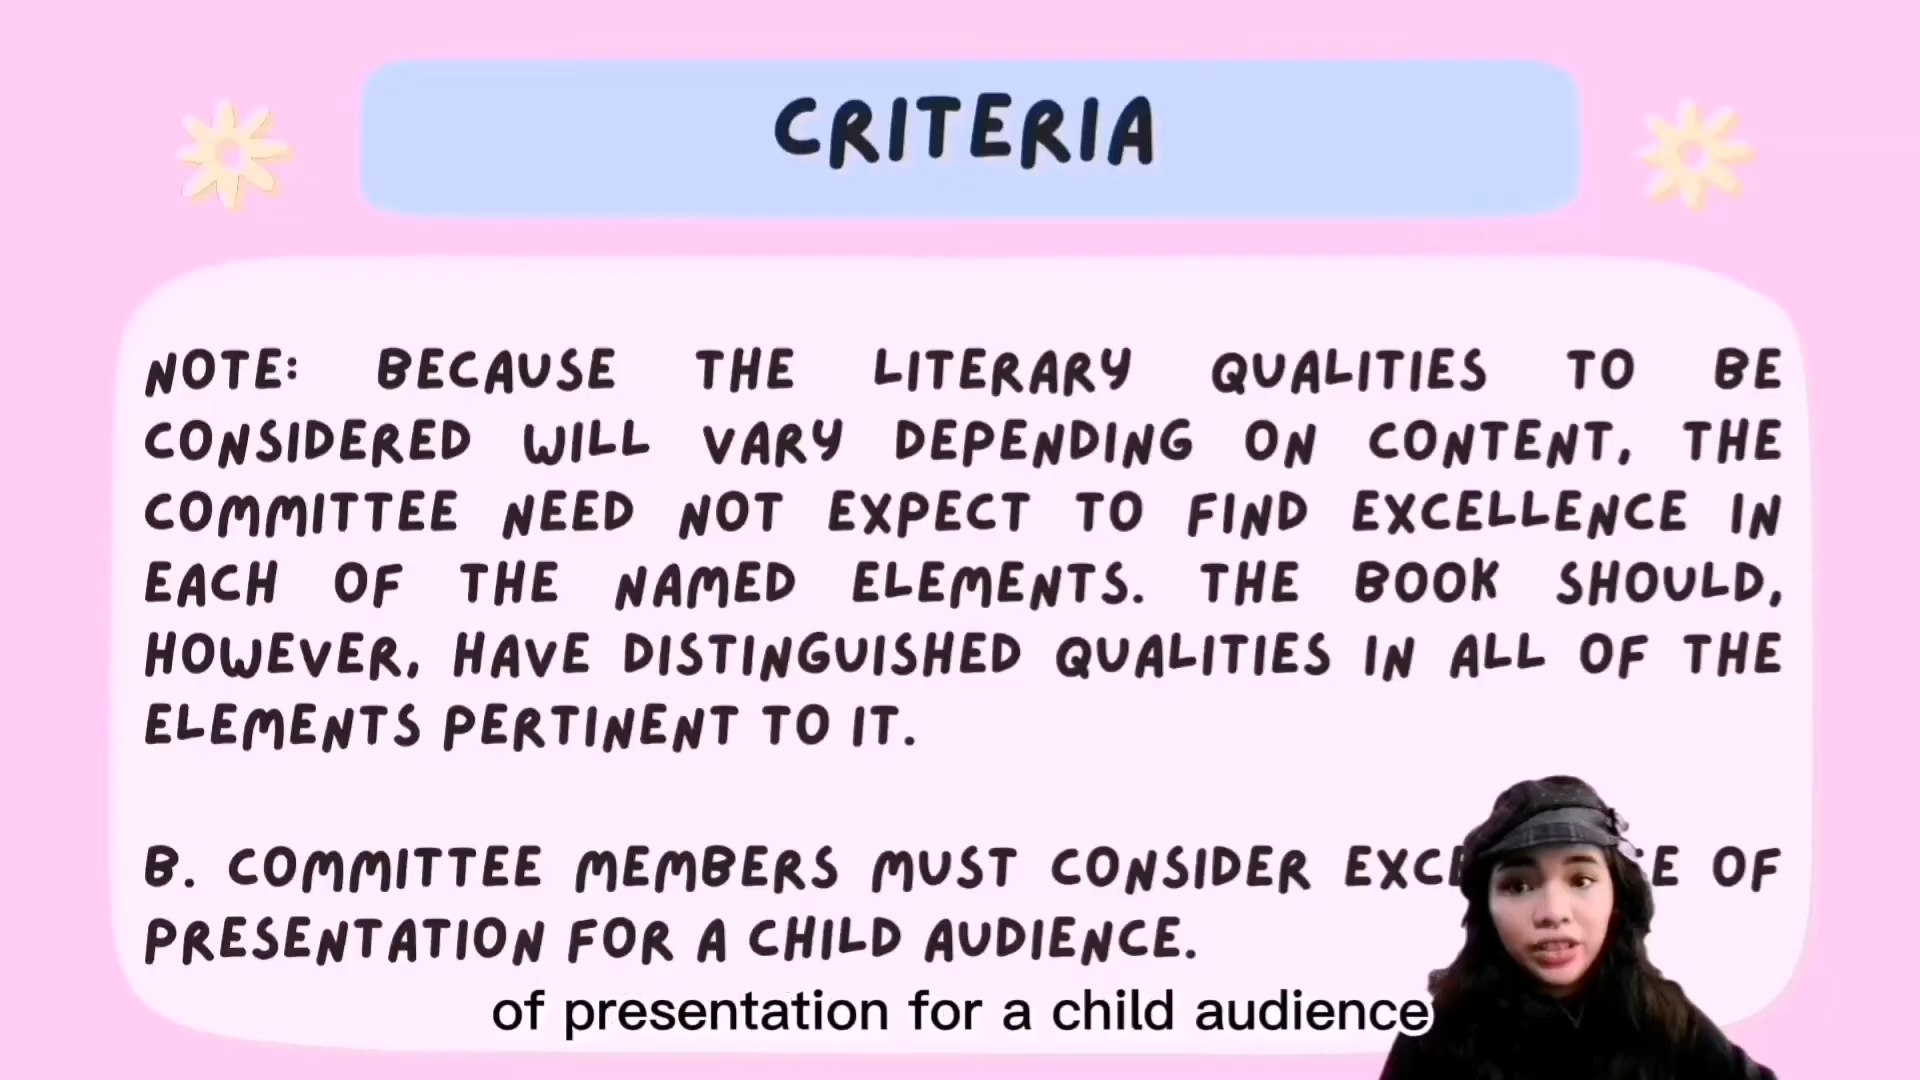 CRITERIA
NOTE: BECAUSE THE LITERARY QUALITIES TO BE
CONSIDERED WILL VARY DEPENDING ON CONTENT, THE
COMMITTEE NEED NOT EXPECT TO FIND EXCELLENCE IN
EACH OF THE NAMED ELEMENTS. THE BOOK SHOULD,
HOWEVER, HAVE DISTINGUISHED QUALITIES IN ALL OF THE
ELEMENTS PERTINENT TO IT.
B. COMMITTEE MEMBERS MUST CONSIDER OF
PRESENTATION FOR A CHILD AUDIENCE.
of presentation for a child audience